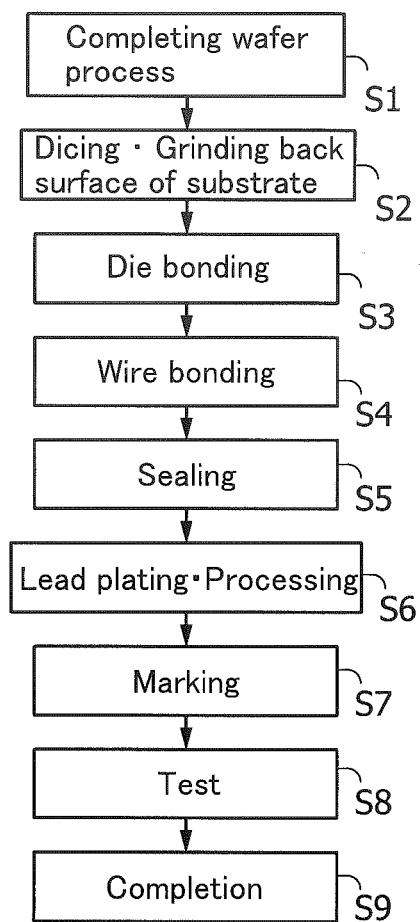 Completing wafer
process
S1
Dicing・Grinding back
surface of substrate
S2
Die bonding
S3
Wire bonding
S4
Sealing
S5
Lead plating・Processing
S6
Marking
S7
Test
S8
Completion
S9